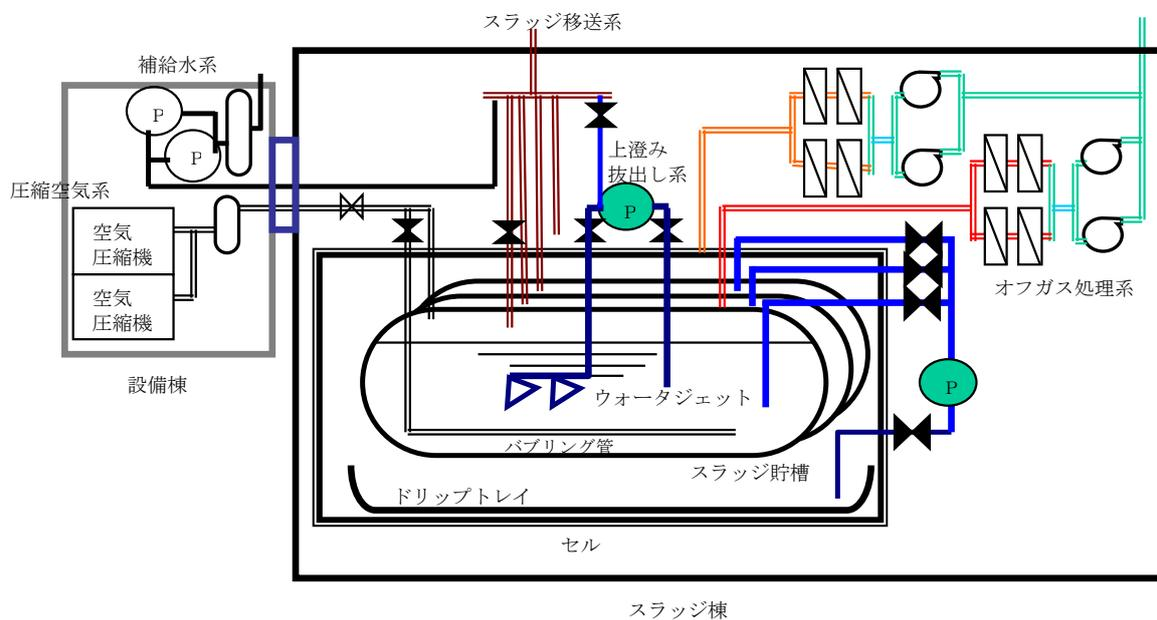 スラッジ移送系
補給水系
P
P
圧縮空気系
空気
圧縮機
空気
圧縮機
設備棟
上澄み
抜出し系
P
オフガス処理系
P
ウォータジェット
バブリング管
スラッジ貯槽
ドリップトレイ
セル
スラッジ棟